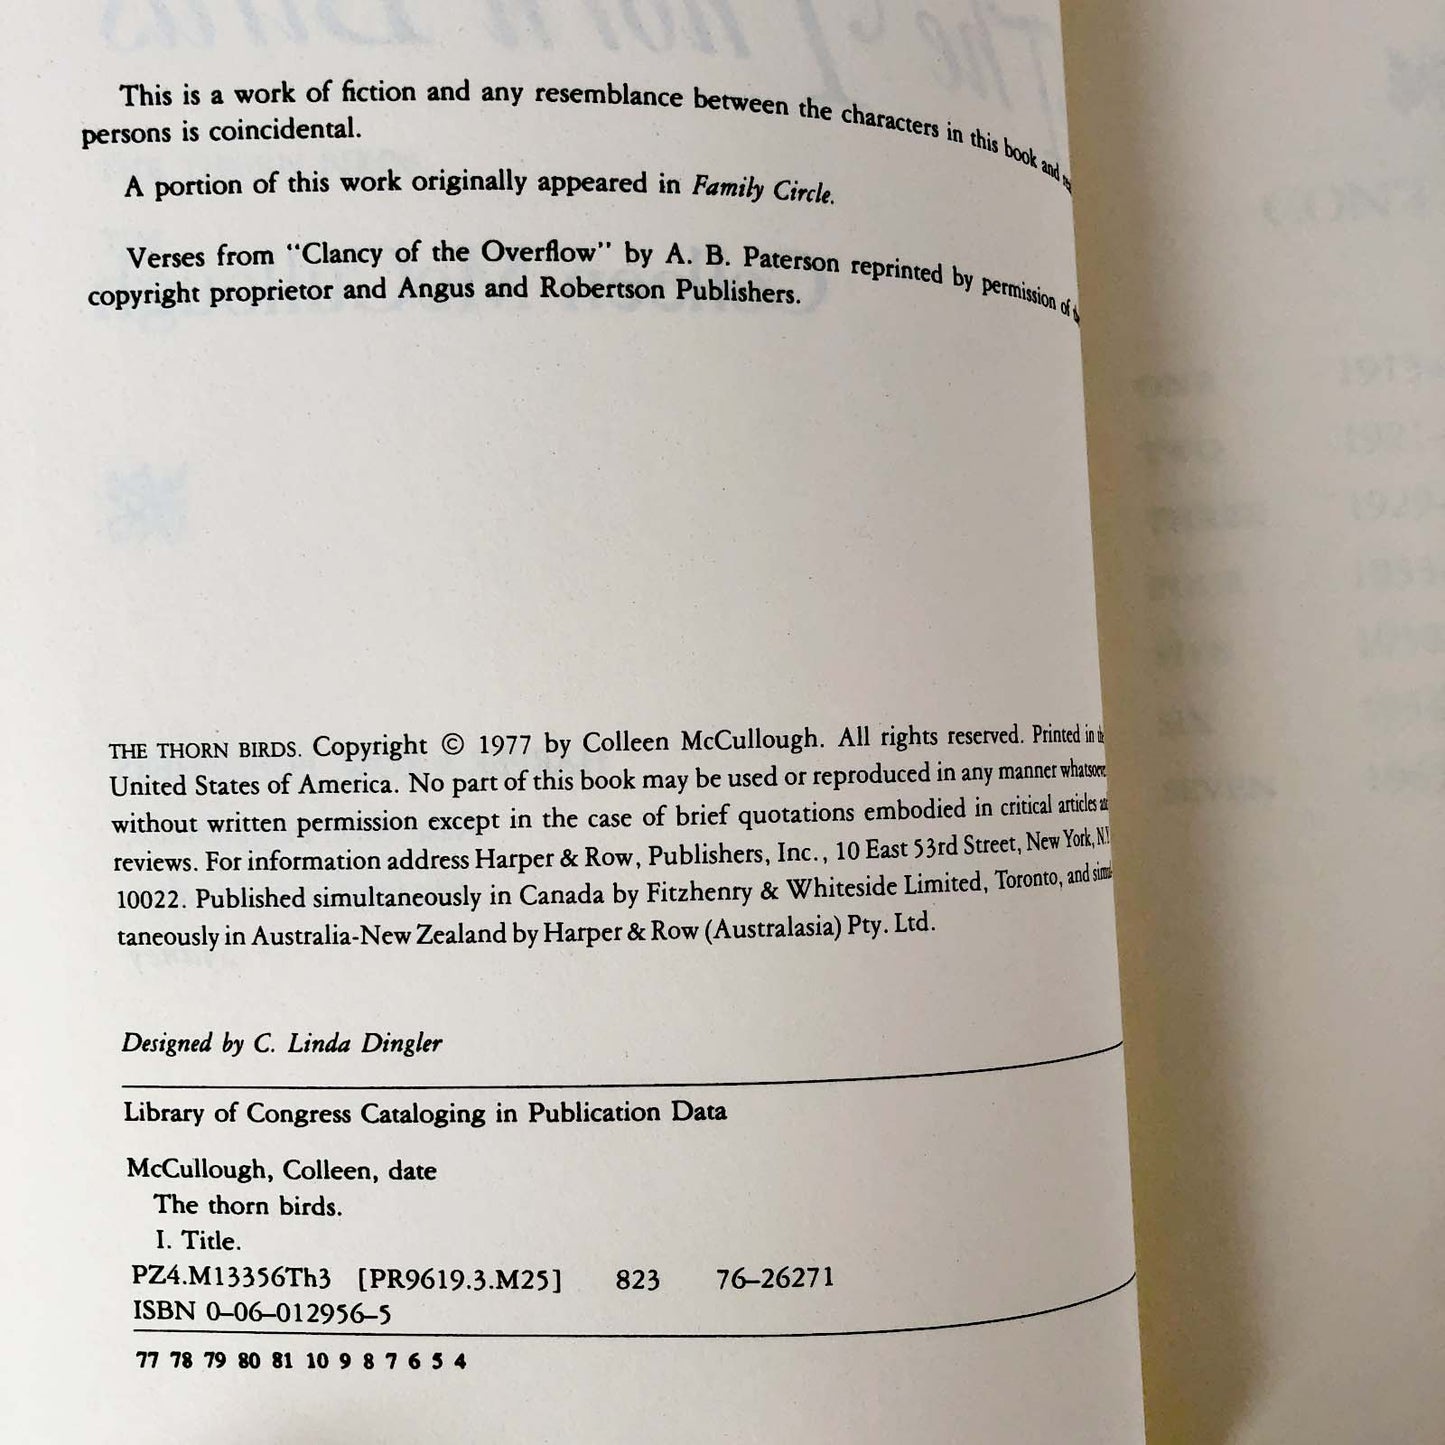 This is a work of fiction and any resemblance between the characters in this book and
persons is coincidental.
A portion of this work originally appeared in Family Circle.
Verses from "Clancy of the Overflow" by A. B. Paterson reprinted by permission of
copyright proprietor and Angus and Robertson Publishers.
THE THORN BIRDS. Copyright © 1977 by Colleen McCullough. All rights reserved. Printed in
United States of America. No part of this book may be used or reproduced in any manner
without written permission except in the case of brief quotations embodied in critical articles
reviews. For information address Harper & Row, Publishers, Inc., 10 East 53rd Street, New York,
10022. Published simultaneously in Canada by Fitzhenry & Whiteside Limited, Toronto, and
taneously in Australia-New Zealand by Harper & Row (Australasia) Pty. Ltd.
Designed by C. Linda Dingler
Library of Congress Cataloging in Publication Data
McCullough, Colleen, date
The thorn birds.
I. Title.
PZ4.M13356Th3 [PR9619.3.M25] 823 76–26271
ISBN 0–06–012956–5
77 78 79 80 81 10 9 8 7 6 5 4